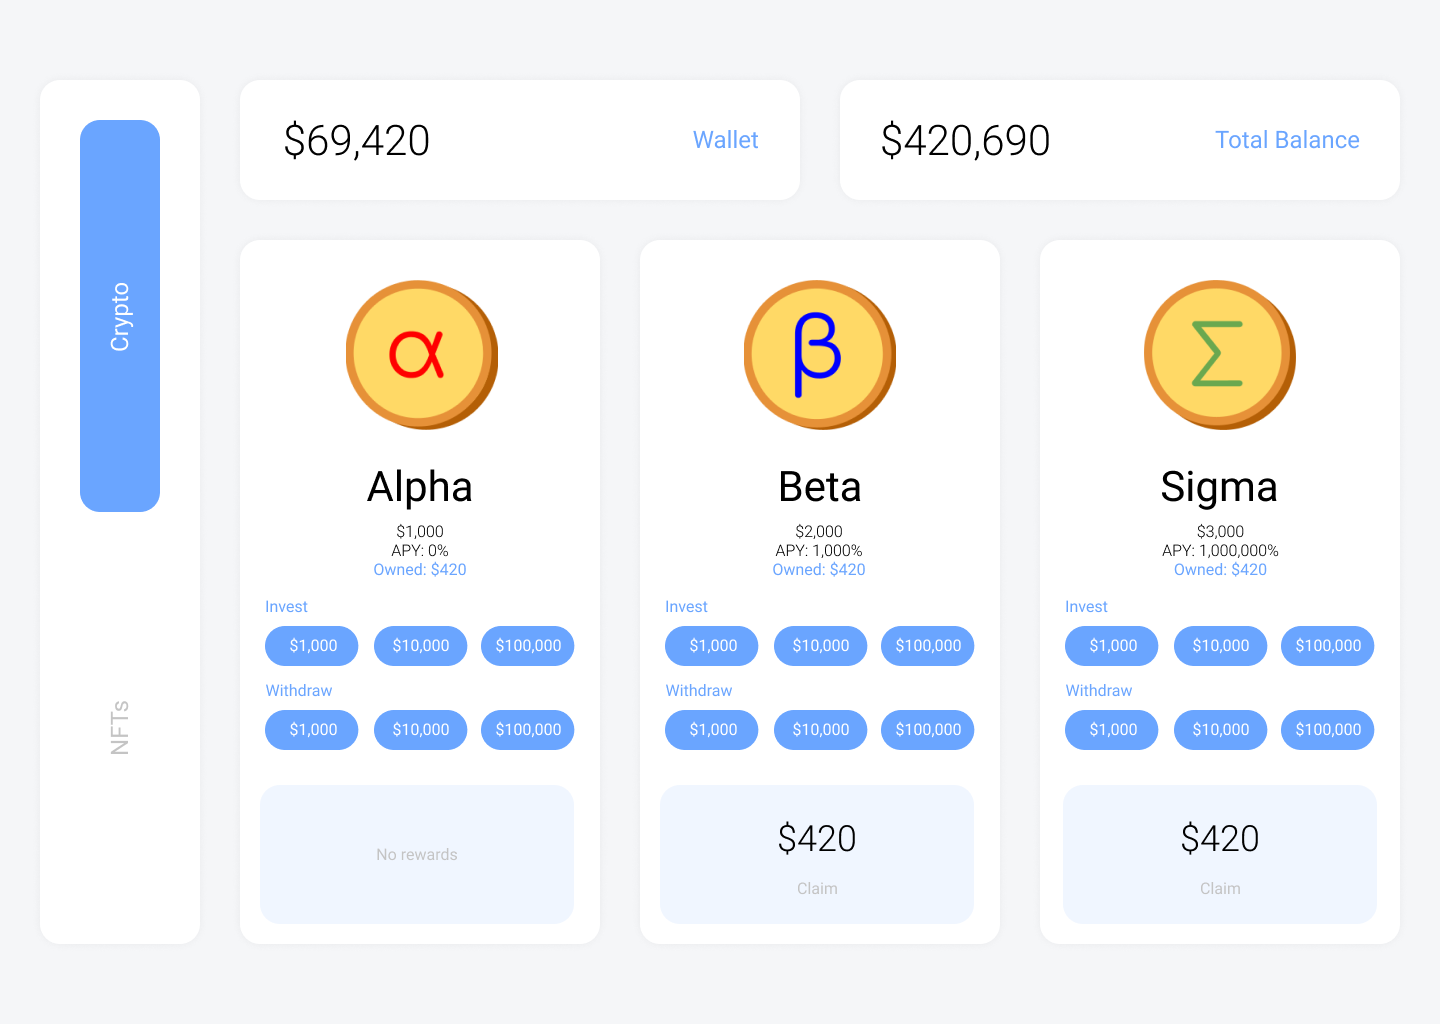 $69,420
Wallet
$420,690
Total Balance
Crypto
NFTs
α
Alpha
$1,000
APY: 0%
Owned: $420
Invest
$1,000 $10,000 $100,000
Withdraw
$1,000 $10,000 $100,000
No rewards
β
Beta
$2,000
APY: 1,000%
Owned: $420
Invest
$1,000 $10,000 $100,000
Withdraw
$1,000 $10,000 $100,000
$420
Claim
Σ
Sigma
$3,000
APY: 1,000,000%
Owned: $420
Invest
$1,000 $10,000 $100,000
Withdraw
$1,000 $10,000 $100,000
$420
Claim